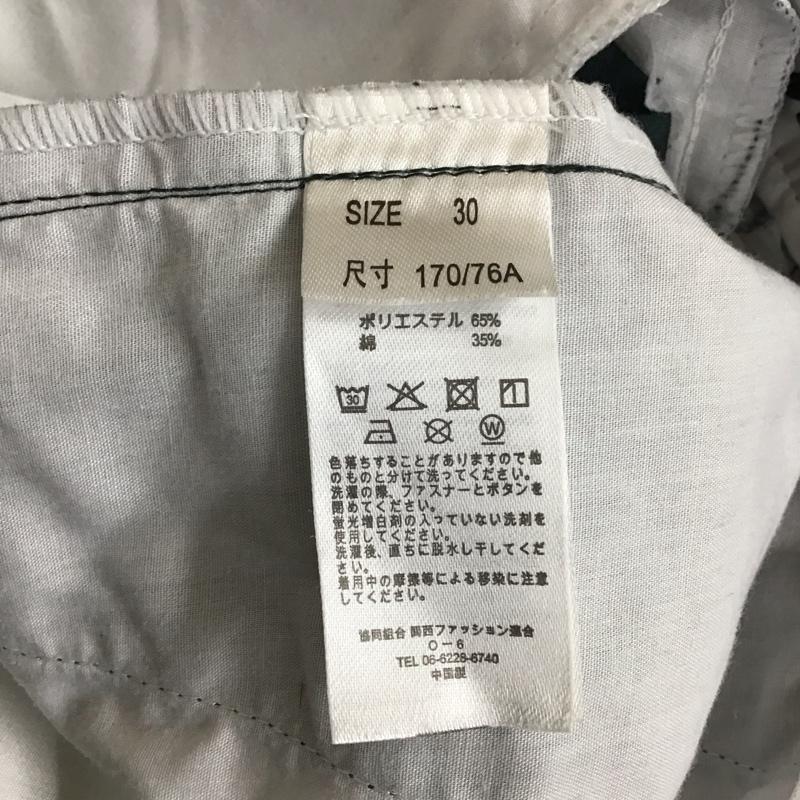 SIZE 30
尺寸 170/76A
ポリエステル 65%
綿 35%
30
W
色落ちすることがありますので他
のものと分けて洗ってください。
洗濯の際、ファスナーとボタンを
閉めてください。
蛍光増白剤の入っていない洗剤を
使用してください。
洗濯後、直ちに脱水し干してくだ
さい。
着用中の摩擦等による移染に注意
してください。
協同組合 関西ファッション連合
O－6
TEL 06-6228-6740
中国製